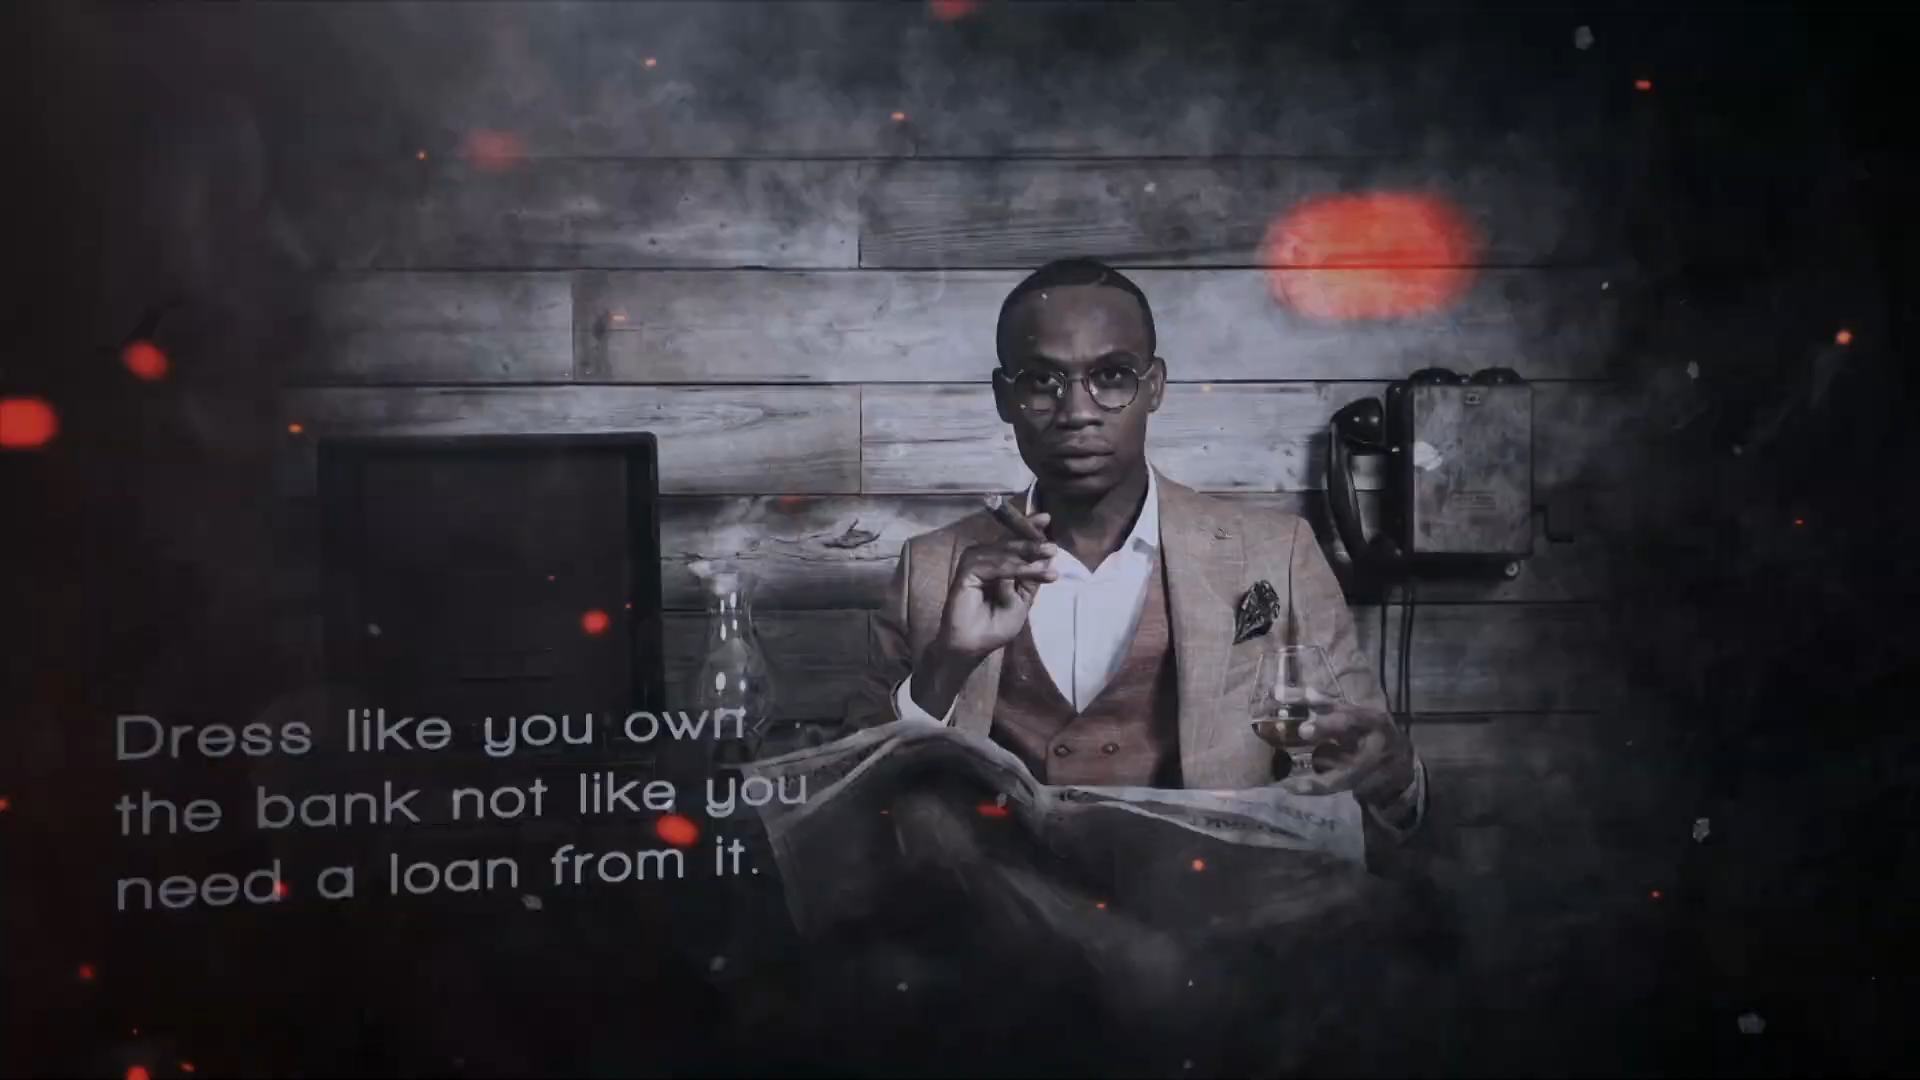 Dress like you own
the bank not like you
need a loan from it.